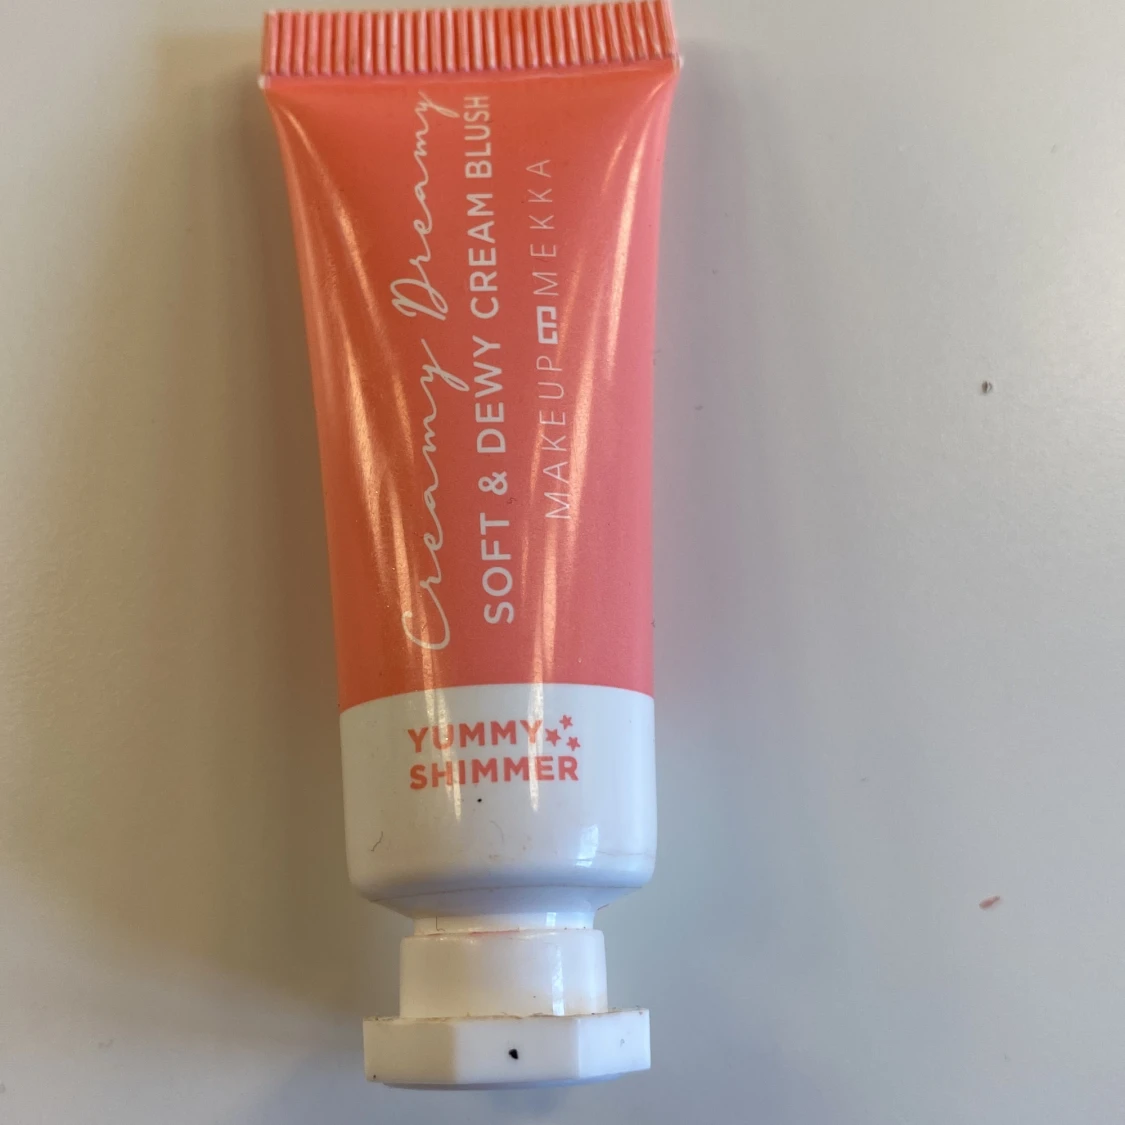 Creamy Dreamy
SOFT & DEWY CREAM BLUSH
MAKEUP MEKKA
YUMMY
SHIMMER